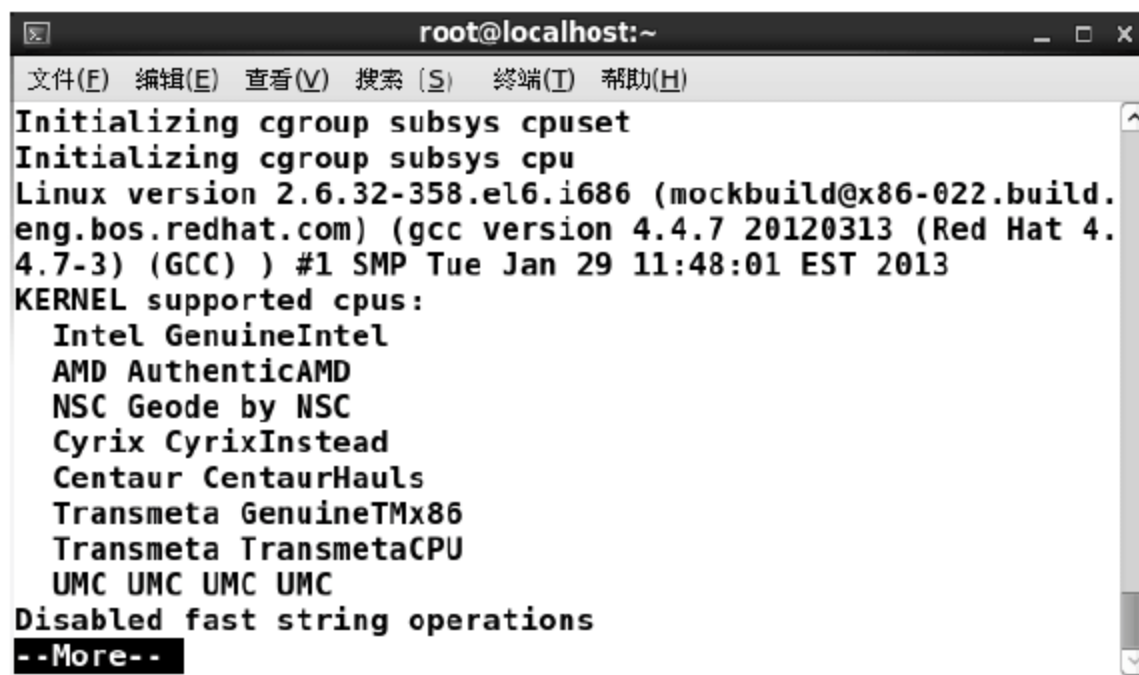 root@localhost:~
文件(F) 编辑(E) 查看(V) 搜索 (S) 终端(T) 帮助(H)
Initializing cgroup subsys cpuset
Initializing cgroup subsys cpu
Linux version 2.6.32-358.el6.i686 (mockbuild@x86-022.build.
eng.bos.redhat.com) (gcc version 4.4.7 20120313 (Red Hat 4.
4.7-3) (GCC) ) #1 SMP Tue Jan 29 11:48:01 EST 2013
KERNEL supported cpus:
  Intel GenuineIntel
  AMD AuthenticAMD
  NSC Geode by NSC
  Cyrix CyrixInstead
  Centaur CentaurHauls
  Transmeta GenuineTMx86
  Transmeta TransmetaCPU
  UMC UMC UMC UMC
Disabled fast string operations
--More--